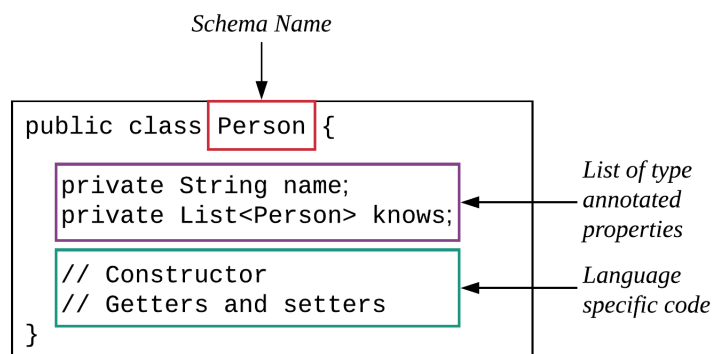 Schema Name
public class Person {
private String name;
private List<Person> knows;
List of type
annotated
properties
// Constructor
// Getters and setters
Language
specific code
}